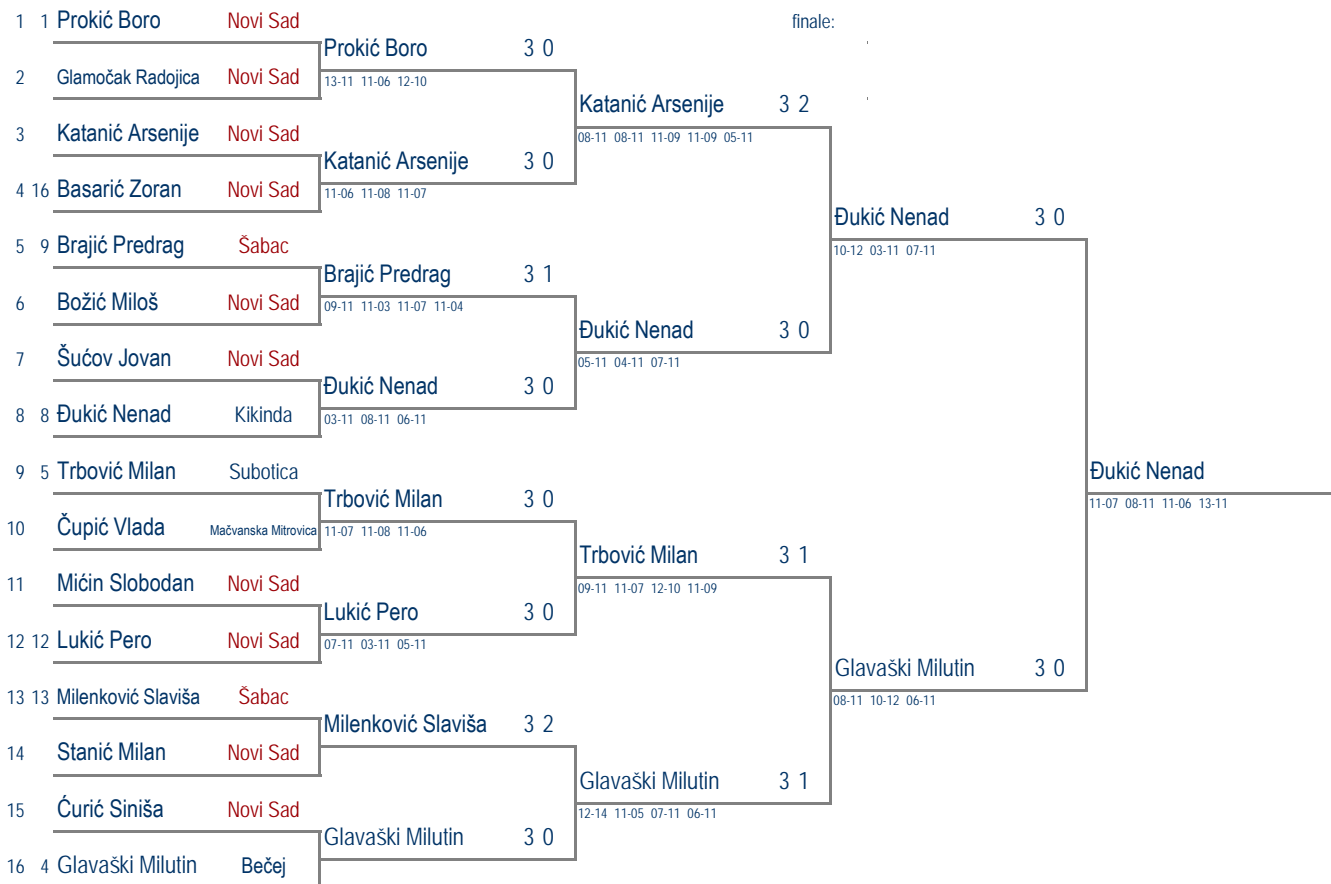 1 1 Prokić Boro Novi Sad
finale:
Prokić Boro 3 0
2 Glamočak Radojica Novi Sad
13-11 11-06 12-10
Katanić Arsenije 3 2
3 Katanić Arsenije Novi Sad
08-11 08-11 11-09 11-09 05-11
Katanić Arsenije 3 0
4 16 Basarić Zoran Novi Sad
11-06 11-08 11-07
Đukić Nenad 3 0
5 9 Brajić Predrag Šabac
10-12 03-11 07-11
Brajić Predrag 3 1
6 Božić Miloš Novi Sad
09-11 11-03 11-07 11-04
Đukić Nenad 3 0
7 Šućov Jovan Novi Sad
05-11 04-11 07-11
Đukić Nenad 3 0
8 8 Đukić Nenad Kikinda
03-11 08-11 06-11
9 5 Trbović Milan Subotica
Đukić Nenad
Trbović Milan 3 0
11-07 08-11 11-06 13-11
10 Čupić Vlada Mačvanska Mitrovica
11-07 11-08 11-06
Trbović Milan 3 1
11 Mićin Slobodan Novi Sad
09-11 11-07 12-10 11-09
Lukić Pero 3 0
12 12 Lukić Pero Novi Sad
07-11 03-11 05-11
Glavaški Milutin 3 0
13 13 Milenković Slaviša Šabac
08-11 10-12 06-11
Milenković Slaviša 3 2
14 Stanić Milan Novi Sad
Glavaški Milutin 3 1
15 Ćurić Siniša Novi Sad
12-14 11-05 07-11 06-11
Glavaški Milutin 3 0
16 4 Glavaški Milutin Bečej